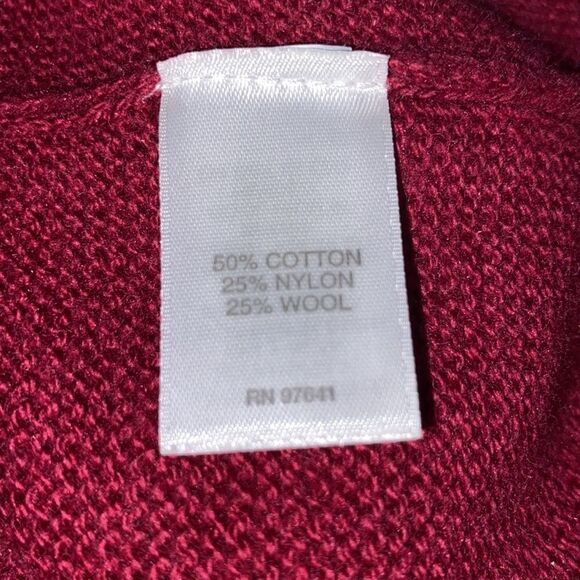 50% COTTON
25% NYLON
25% WOOL
RN 97641